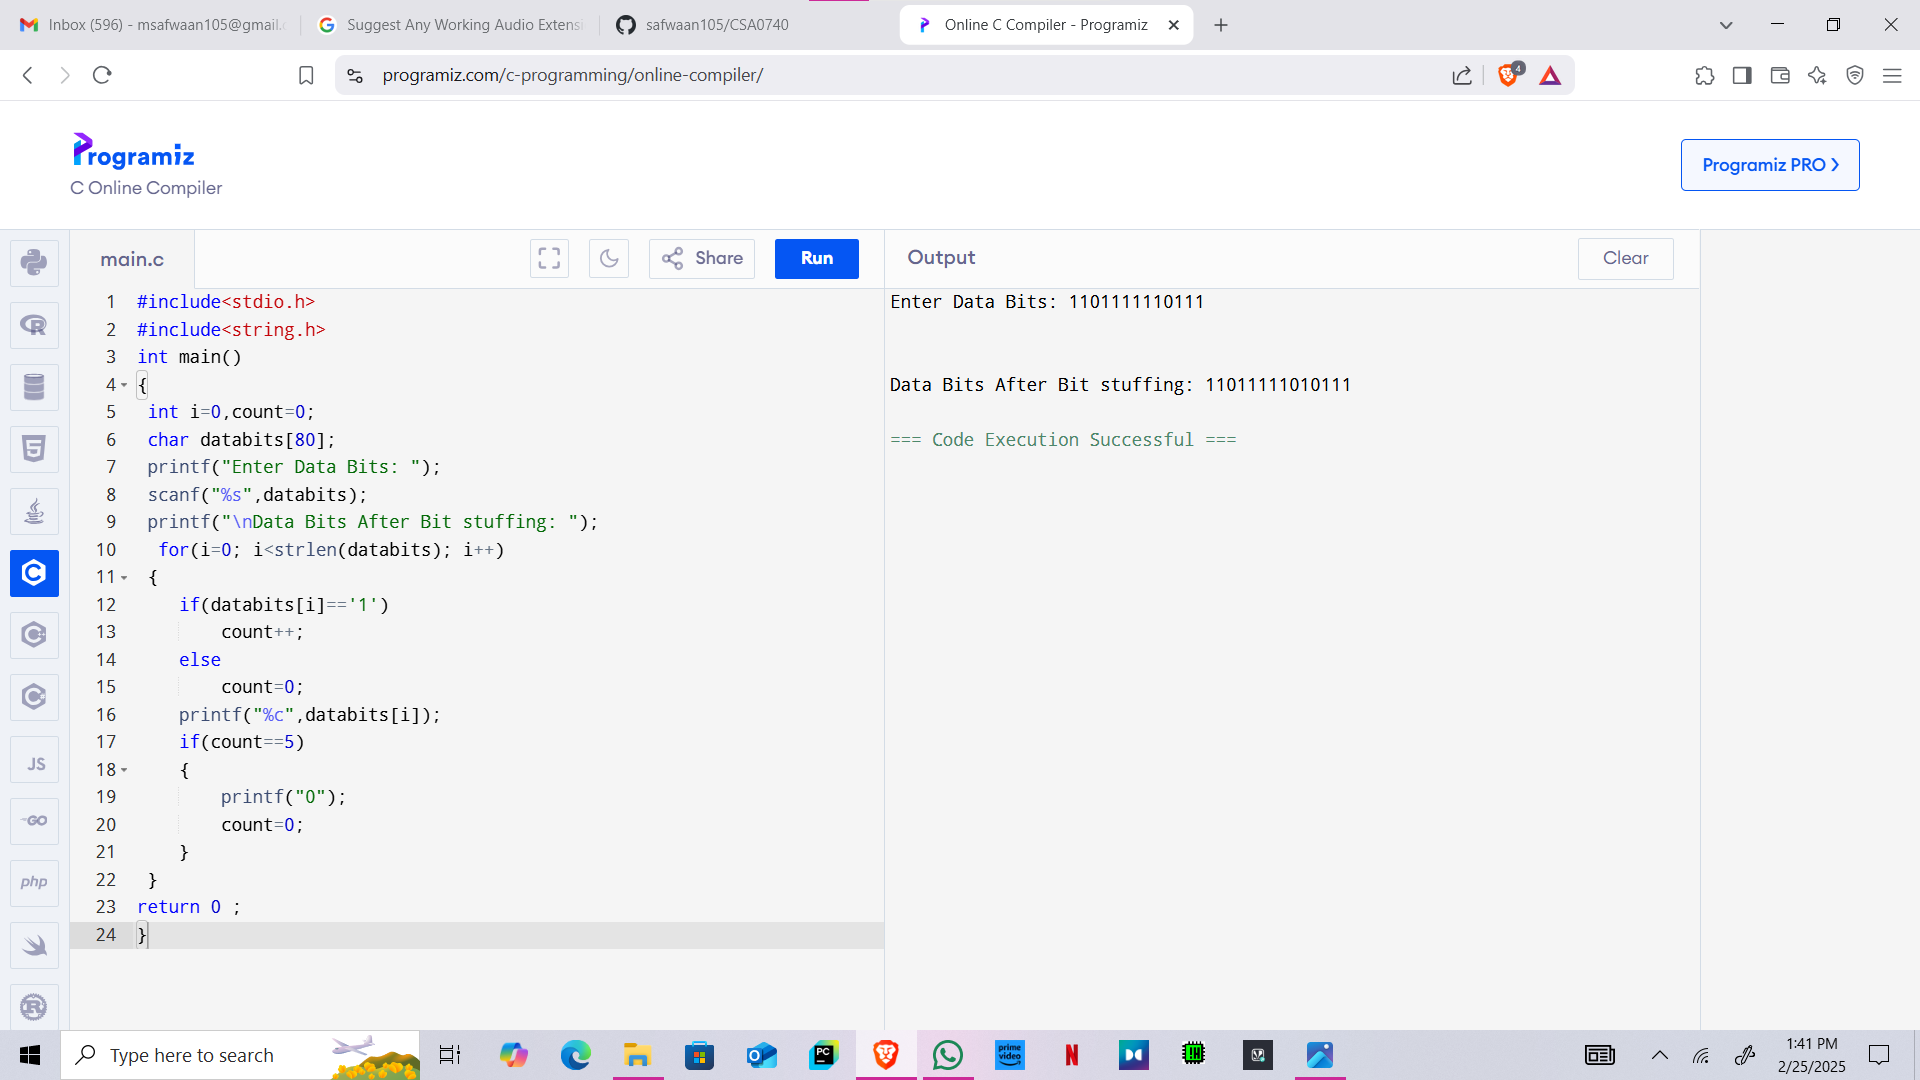 Inbox (596) - msafwaan105@gmail.c
Suggest Any Working Audio Extensi
safwaan105/CSA0740
Online C Compiler - Programiz
programiz.com/c-programming/online-compiler/
4
Programiz
C Online Compiler
Programiz PRO
main.c
Share
Run
Output
Clear
1 #include<stdio.h>
2 #include<string.h>
3 int main()
4 {
5 int i=0,count=0;
6 char databits[80];
7 printf("Enter Data Bits: ");
8 scanf("%s",databits);
9 printf("\nData Bits After Bit stuffing: ");
10 for(i=0; i<strlen(databits); i++)
11 {
12 if(databits[i]=='1')
13 count++;
14 else
15 count=0;
16 printf("%c",databits[i]);
17 if(count==5)
18 {
19 printf("0");
20 count=0;
21 }
22 }
23 return 0 ;
24 }
Enter Data Bits: 1101111110111
Data Bits After Bit stuffing: 11011111010111
=== Code Execution Successful ===
JS
GO
php
Type here to search
PC
prime video
N
1:41 PM
2/25/2025